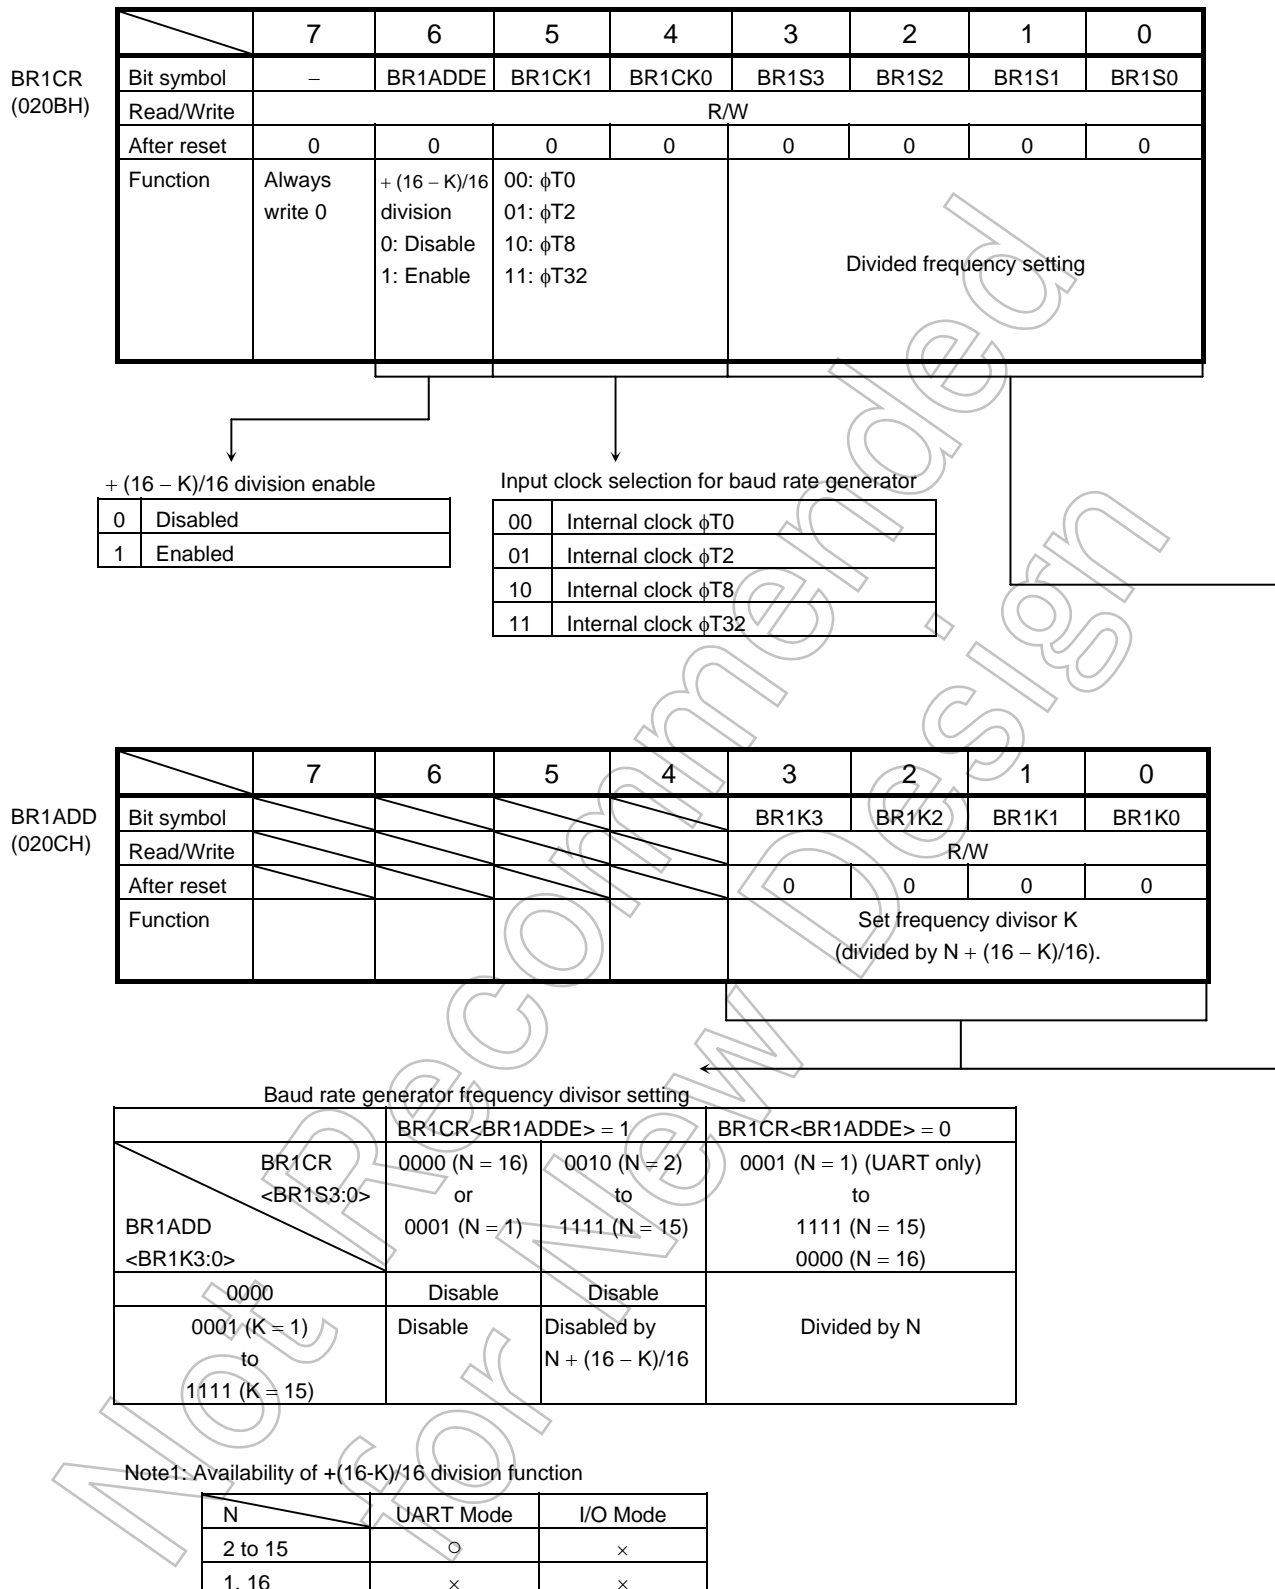 7 6 5 4 3 2 1 0
BR1CR
(020BH)
Bit symbol − BR1ADDE BR1CK1 BR1CK0 BR1S3 BR1S2 BR1S1 BR1S0
Read/Write R/W
After reset 0 0 0 0 0 0 0 0
Function Always + (16 − K)/16 00: ϕT0
write 0 division 01: ϕT2
0: Disable 10: ϕT8
Divided frequency setting
1: Enable 11: ϕT32
+ (16 − K)/16 division enable
0 Disabled
1 Enabled
Input clock selection for baud rate generator
00 Internal clock ϕT0
01 Internal clock ϕT2
10 Internal clock ϕT8
11 Internal clock ϕT32
7 6 5 4 3 2 1 0
BR1ADD
(020CH)
Bit symbol BR1K3 BR1K2 BR1K1 BR1K0
Read/Write R/W
After reset 0 0 0 0
Function Set frequency divisor K
(divided by N + (16 − K)/16).
Baud rate generator frequency divisor setting
BR1CR<BR1ADDE> = 1 BR1CR<BR1ADDE> = 0
BR1CR 0000 (N = 16) 0010 (N = 2) 0001 (N = 1) (UART only)
<BR1S3:0> or to to
BR1ADD 0001 (N = 1) 1111 (N = 15) 1111 (N = 15)
<BR1K3:0> 0000 (N = 16)
0000 Disable Disable
0001 (K = 1) Disable Disabled by Divided by N
to N + (16 − K)/16
1111 (K = 15)
Note1: Availability of +(16-K)/16 division function
N UART Mode I/O Mode
2 to 15 ○ ×
1, 16 × ×
Not Recommended
for New Design